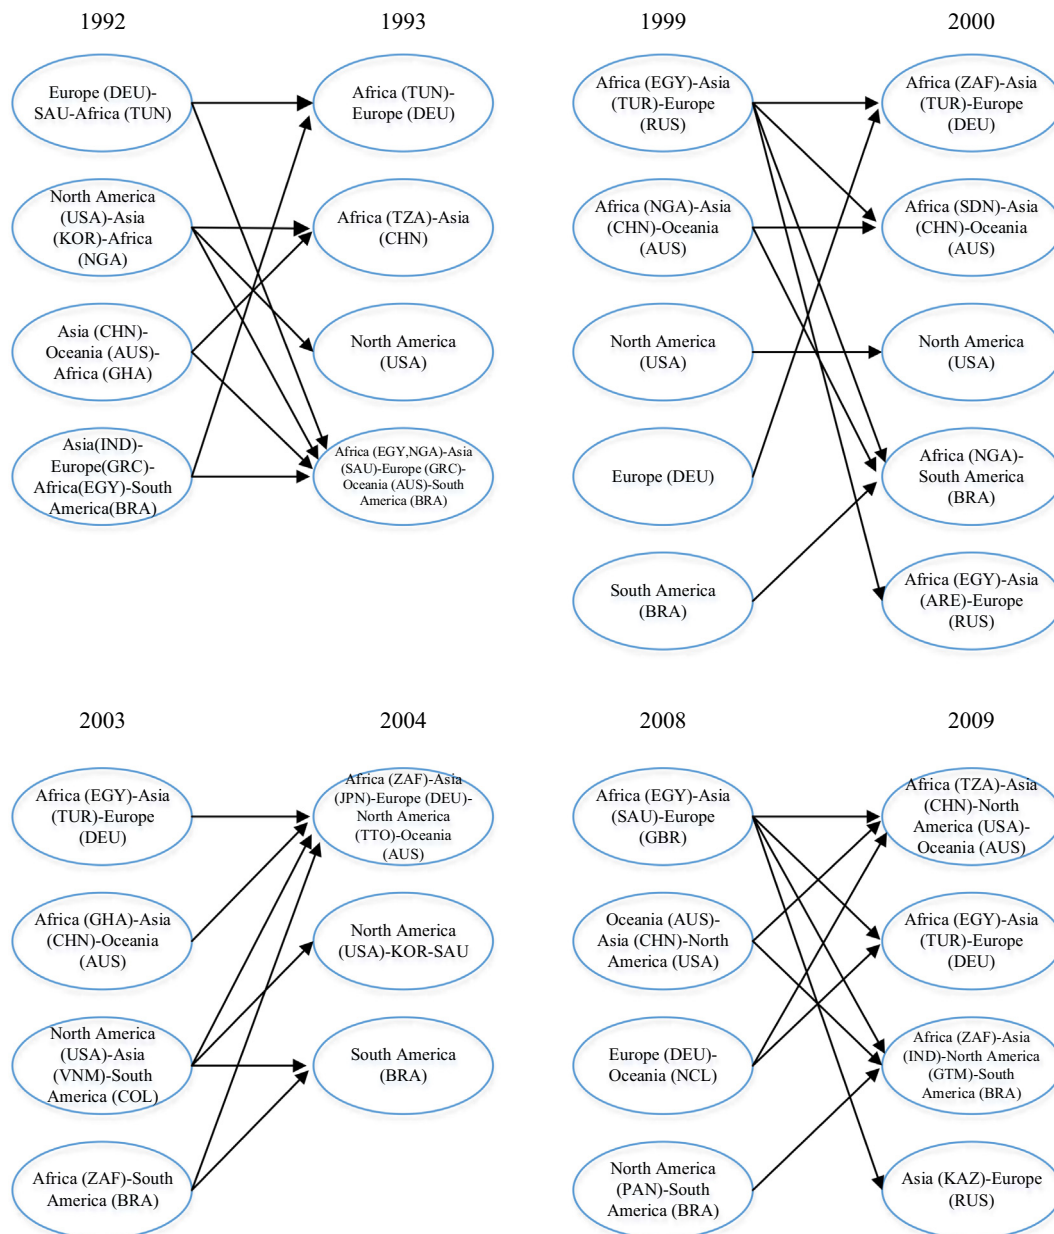 1992
1993
Europe (DEU)-
SAU-Africa (TUN)
Africa (TUN)-
Europe (DEU)
North America
(USA)-Asia
(KOR)-Africa
(NGA)
Africa (TZA)-Asia
(CHN)
Asia (CHN)-
Oceania (AUS)-
Africa (GHA)
North America
(USA)
Asia(IND)-
Europe(GRC)-
Africa(EGY)-South
America(BRA)
Africa (EGY,NGA)-Asia
(SAU)-Europe (GRC)-
Oceania (AUS)-South
America (BRA)
1999
2000
Africa (EGY)-Asia
(TUR)-Europe
(RUS)
Africa (ZAF)-Asia
(TUR)-Europe
(DEU)
Africa (NGA)-Asia
(CHN)-Oceania
(AUS)
Africa (SDN)-Asia
(CHN)-Oceania
(AUS)
North America
(USA)
North America
(USA)
Europe (DEU)
Africa (NGA)-
South America
(BRA)
South America
(BRA)
Africa (EGY)-Asia
(ARE)-Europe
(RUS)
2003
2004
Africa (EGY)-Asia
(TUR)-Europe
(DEU)
Africa (ZAF)-Asia
(JPN)-Europe (DEU)-
North America
(TTO)-Oceania
(AUS)
Africa (GHA)-Asia
(CHN)-Oceania
(AUS)
North America
(USA)-KOR-SAU
North America
(USA)-Asia
(VNM)-South
America (COL)
South America
(BRA)
Africa (ZAF)-South
America (BRA)
2008
2009
Africa (EGY)-Asia
(SAU)-Europe
(GBR)
Africa (TZA)-Asia
(CHN)-North
America (USA)-
Oceania (AUS)
Oceania (AUS)-
Asia (CHN)-North
America (USA)
Africa (EGY)-Asia
(TUR)-Europe
(DEU)
Europe (DEU)-
Oceania (NCL)
Africa (ZAF)-Asia
(IND)-North America
(GTM)-South
America (BRA)
North America
(PAN)-South
America (BRA)
Asia (KAZ)-Europe
(RUS)